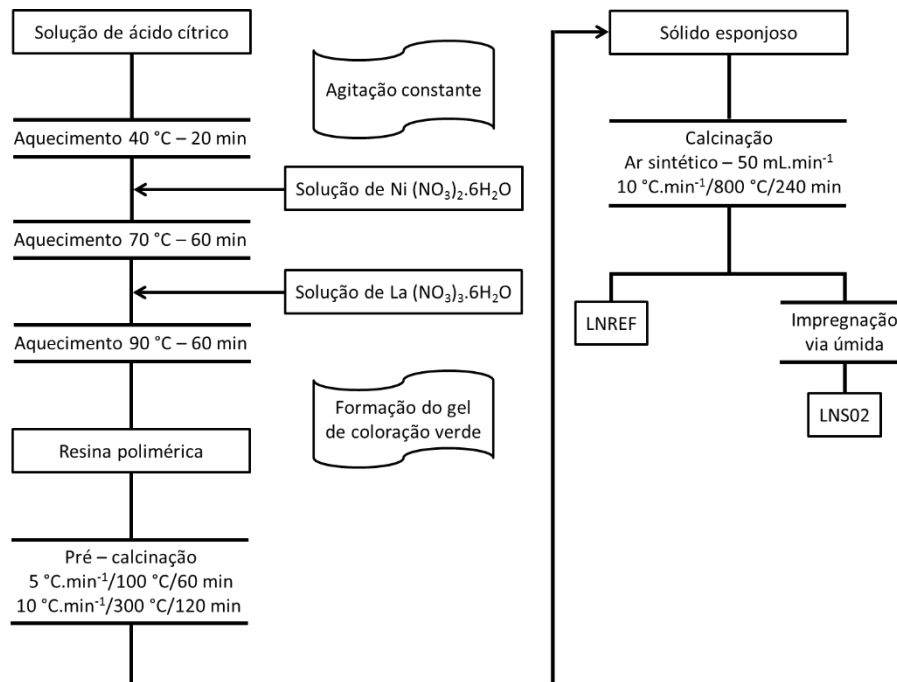 Solução de ácido cítrico
Agitação constante
Aquecimento 40 °C – 20 min
Solução de Ni (NO₃)₂.6H₂O
Aquecimento 70 °C – 60 min
Solução de La (NO₃)₃.6H₂O
Aquecimento 90 °C – 60 min
Formação do gel
de coloração verde
Resina polimérica
Pré – calcinação
5 °C.min⁻¹/100 °C/60 min
10 °C.min⁻¹/300 °C/120 min
Sólido esponjoso
Calcinação
Ar sintético – 50 mL.min⁻¹
10 °C.min⁻¹/800 °C/240 min
LNREF
Impregnação
via úmida
LNS02